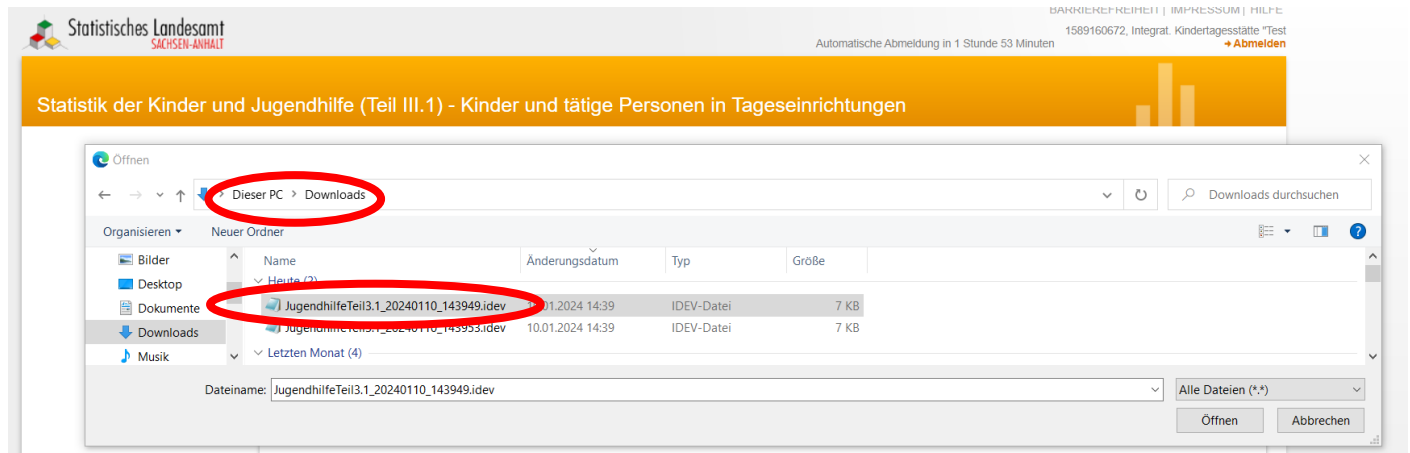 BARRIEREFREIHEIT | IMPRESSUM | HILFE
Statistisches Landesamt
SACHSEN-ANHALT
1589160672, Integrat. Kindertagesstätte "Test
Automatische Abmeldung in 1 Stunde 53 Minuten
Abmelden
Statistik der Kinder und Jugendhilfe (Teil III.1) - Kinder und tätige Personen in Tageseinrichtungen
Öffnen
Dieser PC > Downloads
Downloads durchsuchen
Organisieren
Neuer Ordner
Bilder
Desktop
Dokumente
Downloads
Musik
Name Änderungsdatum Typ Größe
Heute (2)
JugendhilfeTeil3.1_20240110_143949.idev 10.01.2024 14:39 IDEV-Datei 7 KB
JugendhilfeTeil3.1_20240110_143953.idev 10.01.2024 14:39 IDEV-Datei 7 KB
Letzten Monat (4)
Dateiname: JugendhilfeTeil3.1_20240110_143949.idev
Alle Dateien (*.*)
Öffnen Abbrechen